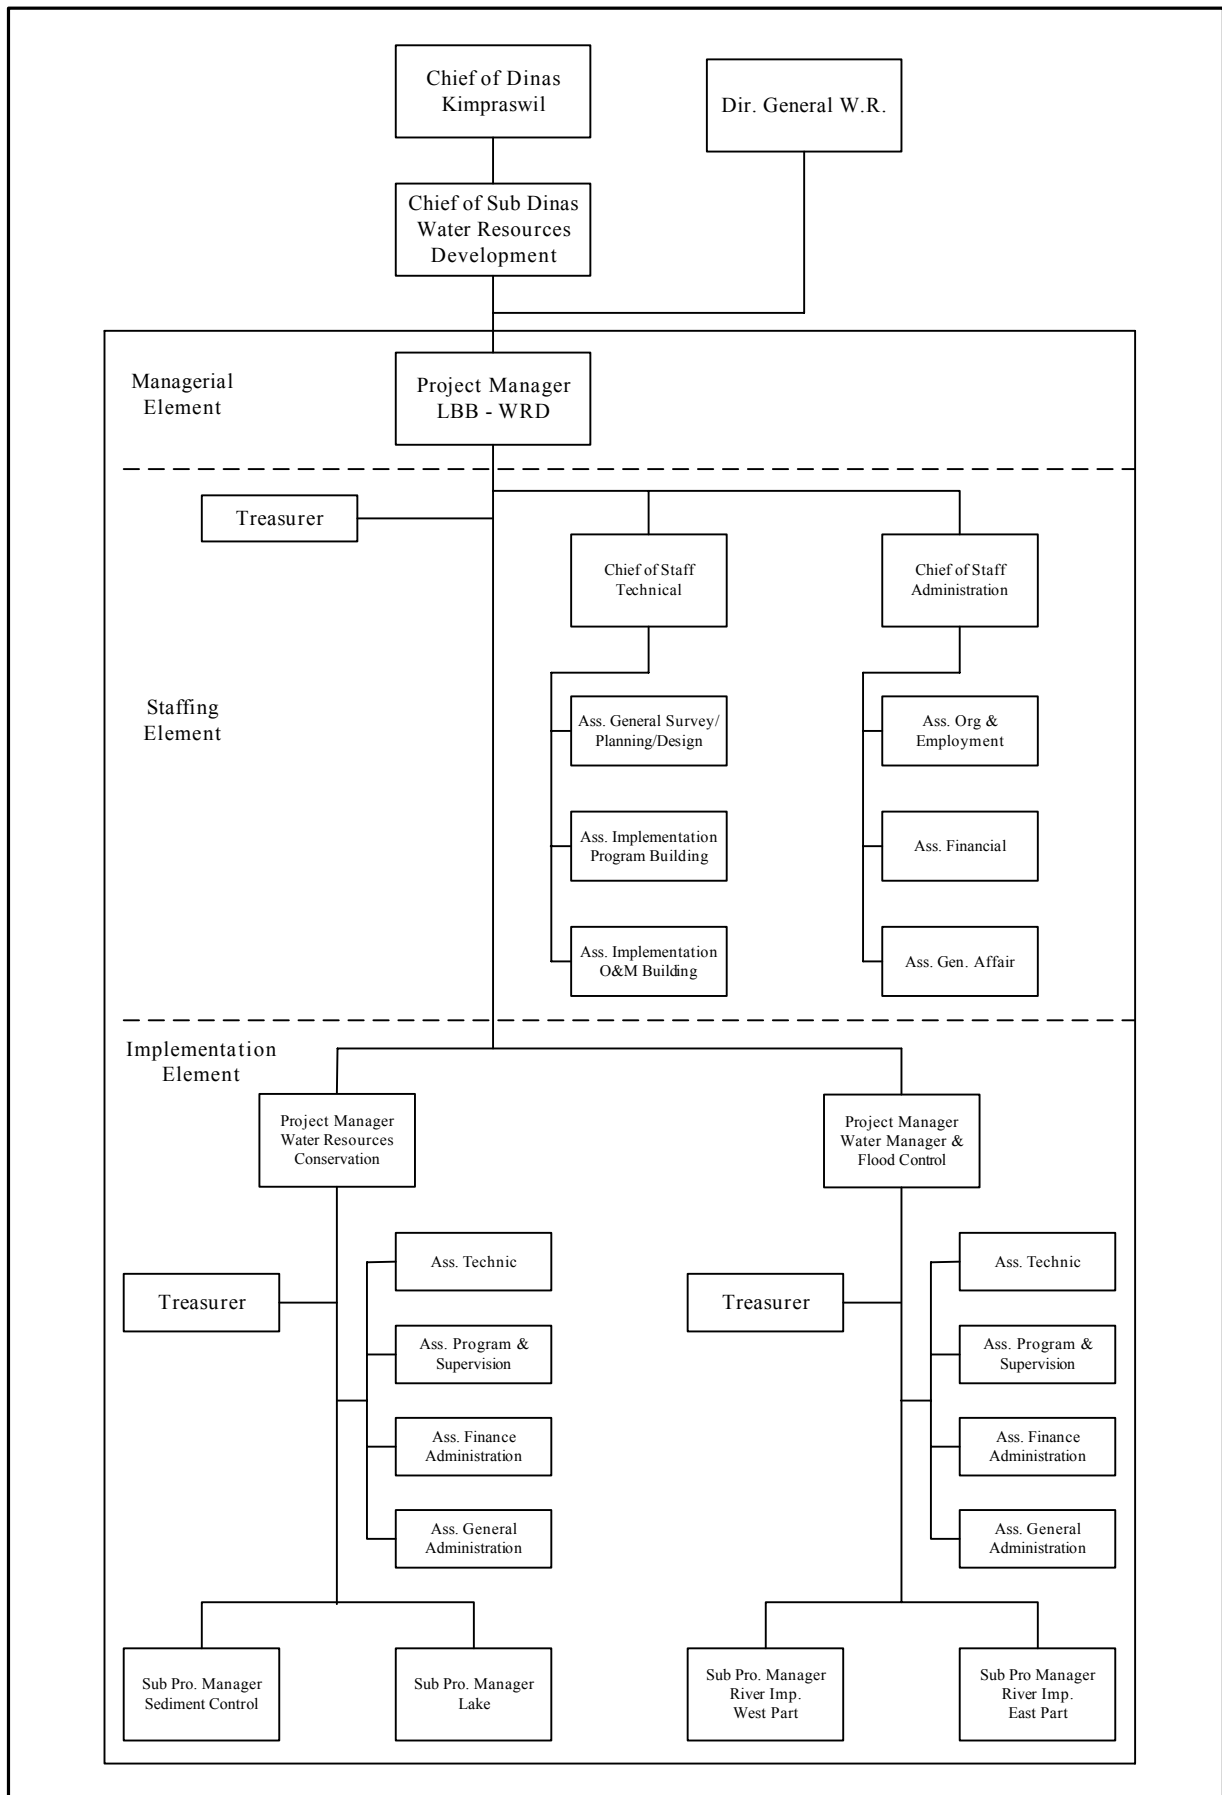 Chief of Dinas
Kimpraswil
Dir. General W.R.
Chief of Sub Dinas
Water Resources
Development
Managerial
Element
Project Manager
LBB - WRD
Treasurer
Chief of Staff
Technical
Chief of Staff
Administration
Staffing
Element
Ass. General Survey/
Planning/Design
Ass. Org &
Employment
Ass. Implementation
Program Building
Ass. Financial
Ass. Implementation
O&M Building
Ass. Gen. Affair
Implementation
Element
Project Manager
Water Resources
Conservation
Project Manager
Water Manager &
Flood Control
Ass. Technic
Treasurer
Ass. Program &
Supervision
Ass. Finance
Administration
Ass. General
Administration
Ass. Technic
Treasurer
Ass. Program &
Supervision
Ass. Finance
Administration
Ass. General
Administration
Sub Pro. Manager
Sediment Control
Sub Pro. Manager
Lake
Sub Pro. Manager
River Imp.
West Part
Sub Pro Manager
River Imp.
East Part